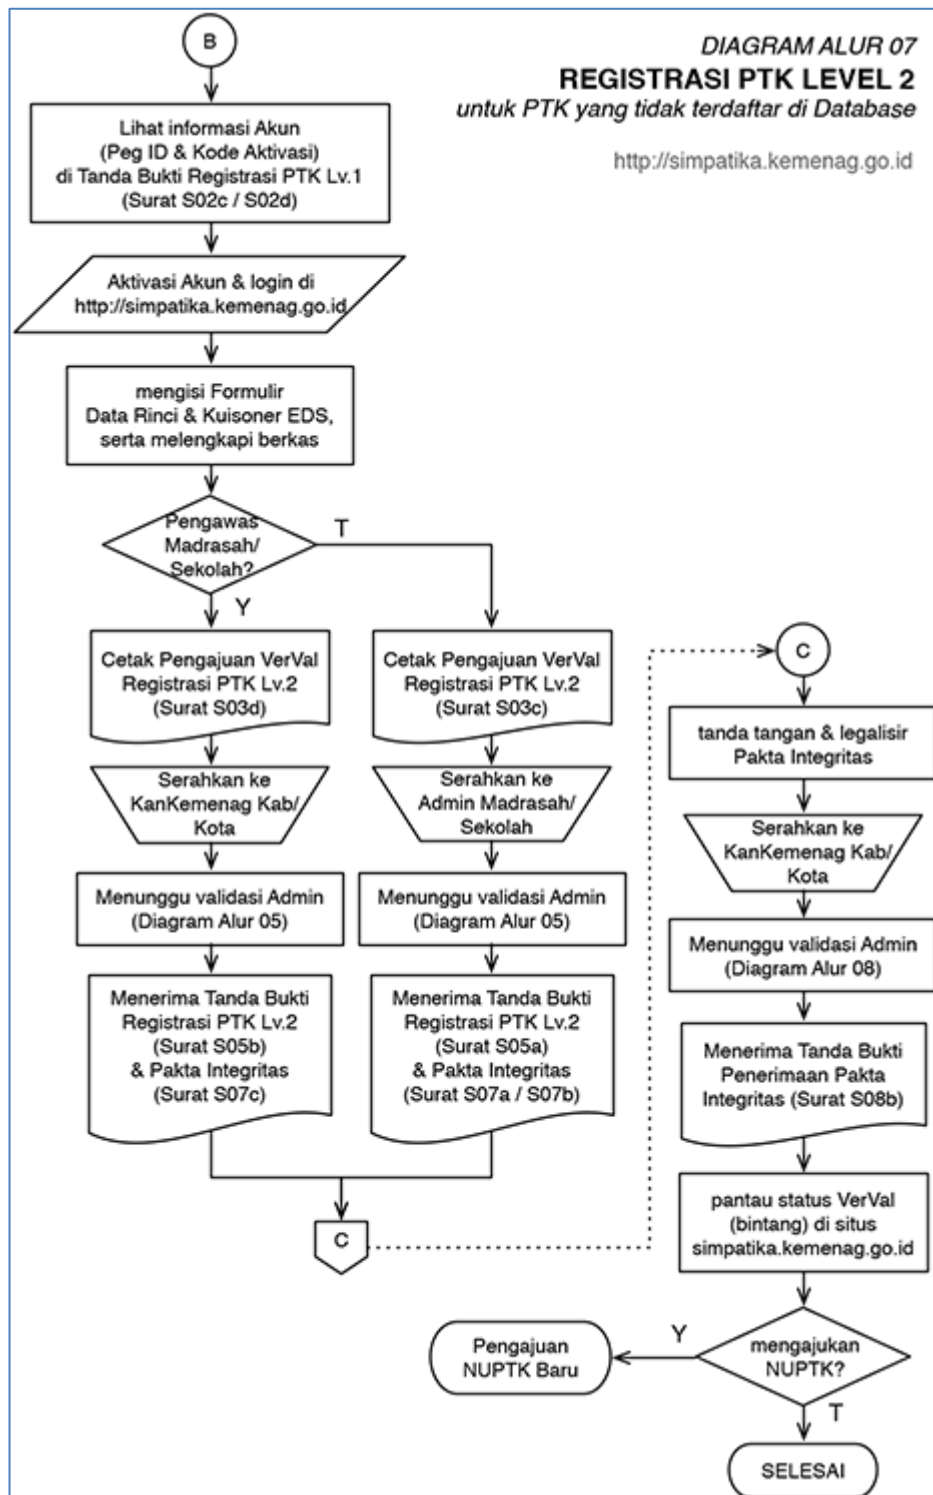 B
DIAGRAM ALUR 07
REGISTRASI PTK LEVEL 2
untuk PTK yang tidak terdaftar di Database
http://simpatika.kemenag.go.id
Lihat informasi Akun
(Peg ID & Kode Aktivasi)
di Tanda Bukti Registrasi PTK Lv.1
(Surat S02c / S02d)
Aktivasi Akun & login di
http://simpatika.kemenag.go.id
mengisi Formulir
Data Rinci & Kuisoner EDS,
serta melengkapi berkas
Pengawas
Madrasah/
Sekolah?
T
Y
Cetak Pengajuan VerVal
Registrasi PTK Lv.2
(Surat S03d)
Serahkan ke
KanKemenag Kab/
Kota
Menunggu validasi Admin
(Diagram Alur 05)
Menerima Tanda Bukti
Registrasi PTK Lv.2
(Surat S05b)
& Pakta Integritas
(Surat S07c)
Cetak Pengajuan VerVal
Registrasi PTK Lv.2
(Surat S03c)
Serahkan ke
Admin Madrasah/
Sekolah
Menunggu validasi Admin
(Diagram Alur 05)
Menerima Tanda Bukti
Registrasi PTK Lv.2
(Surat S05a)
& Pakta Integritas
(Surat S07a / S07b)
C
C
tanda tangan & legalisir
Pakta Integritas
Serahkan ke
KanKemenag Kab/
Kota
Menunggu validasi Admin
(Diagram Alur 08)
Menerima Tanda Bukti
Penerimaan Pakta
Integritas (Surat S08b)
pantau status VerVal
(bintang) di situs
simpatika.kemenag.go.id
mengajukan
NUPTK?
Y
Pengajuan
NUPTK Baru
T
SELESAI